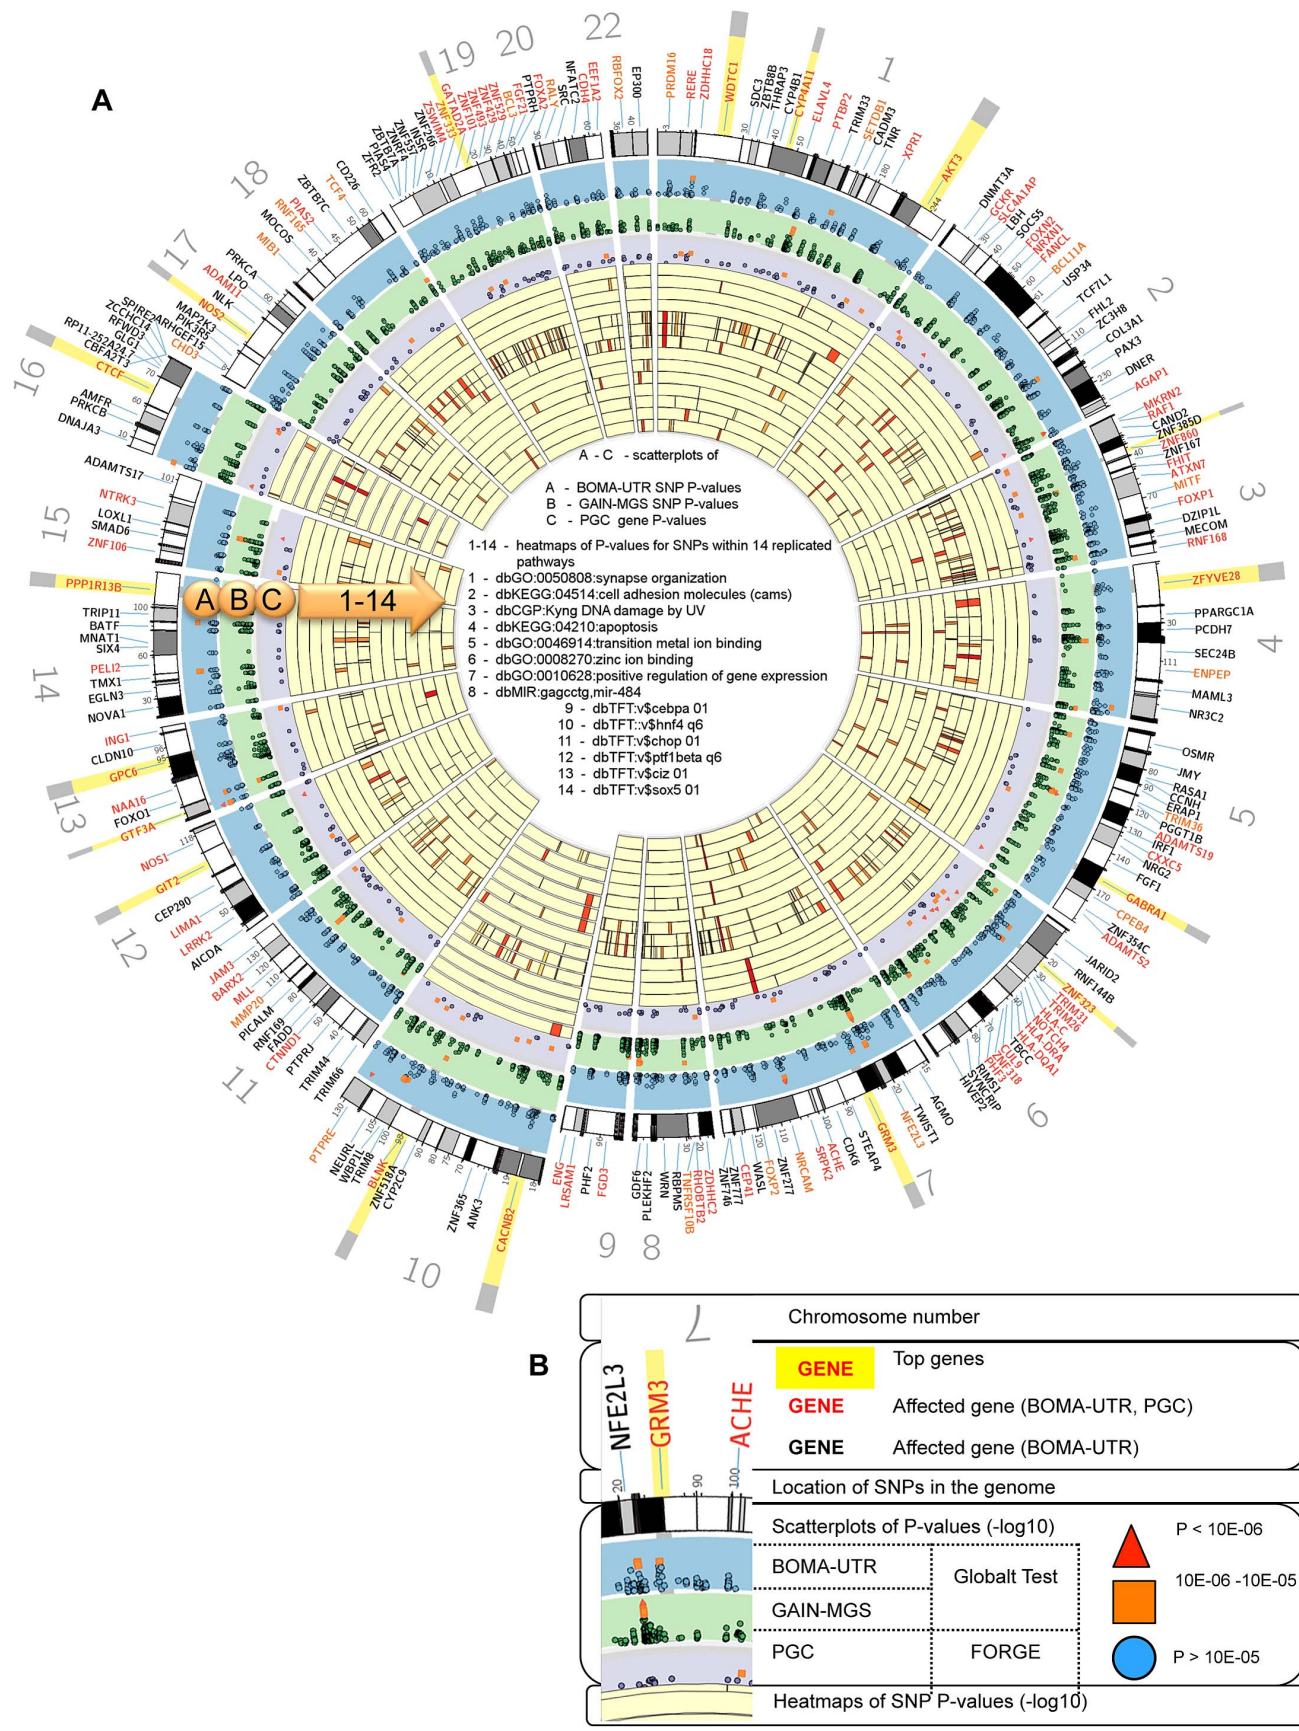 A
1
WDTC1
PRDM16
RERE
ZDHHC18
SDC3
ZBTB8B
THRAP3
CYP4B1
CYP4A11
ELAVL4
PTBP2
TRIM33
SETDB1
CADM3
TNR
XPR1
AKT3
2
DNMT3A
GCKR
SLC4A1AP
LBH
SOCS5
FOXN2
NRXN1
FANCL
BCL11A
USP34
TCF7L1
FHL2
ZC3H8
COL3A1
PAX3
DNER
AGAP1
3
MKRN2
RAF1
CAND2
ZNF385D
ZNF860
ZNF167
FHIT
ATXN7
MITF
FOXP1
DZIP1L
MECOM
RNF168
4
ZFYVE28
PPARGC1A
PCDH7
SEC24B
ENPEP
MAML3
NR3C2
5
OSMR
JMY
RASA1
CCNH
ERAP1
TRIM36
PGGT1B
ADAMTS19
IRF1
CXXC5
NRG2
FGF1
GABRA1
CPEB4
ZNF354C
ADAMTS2
6
JARID2
RNF144B
ZNF323
TRIM31
TRIM26
HLA-C
NOTCH4
HLA-DRA
HLA-DQA1
TBCC
CUL9
ZNF318
PHF3
RIMS1
SYNCRIP
HIVEP2
7
AGMO
TWIST1
NFE2L3
GRM3
STEAP4
CDK6
ACHE
SRPK2
NRCAM
ZNF277
FOXP2
WASL
CEP41
ZNF777
ZNF746
8
ZDHHC2
RHOBTB2
TNFRSF10B
RBPMS
WRN
PLEKHF2
GDF6
9
FGD3
PHF2
LRSAM1
ENG
10
CACNB2
ANK3
ZNF365
CYP2C9
ZNF518A
BLNK
TRIM8
WBP1L
NEURL
PTPRE
11
TRIM66
TRIM44
PTPRJ
CTNND1
FADD
RNF169
PICALM
MMP20
MLL
BARX2
JAM3
12
AICDA
LRRK2
LIMA1
CEP290
GIT2
NOS1
13
GTF3A
FOXO1
NAA16
GPC6
CLDN10
ING1
14
NOVA1
EGLN3
TMX1
PELI2
SIX4
MNAT1
BATF
TRIP11
PPP1R13B
15
ZNF106
SMAD6
LOXL1
NTRK3
ADAMTS17
16
DNAJA3
PRKCB
AMFR
CTCF
CBFA2T3
RP11-252A24.7
GLG1
RFWD3
ZCCHC14
SPIRE2
17
ARHGEF15
CHD3
PIK3R5
MAP2K3
NOS2
NLK
LPO
ADAM11
PRKCA
18
MIB1
MOCOS
RNF165
PIAS2
TCF4
ZBTB7C
CD226
19
ZFR2
PIAS4
ZBTB7A
ZNRF4
ZNF557
INSR
ZNF266
ZSWIM4
ZNF333
GATAD2A
ZNF101
ZNF493
ZNF429
ZNF529
BCL3
FGF21
20
FOXA2
PTPRH
RALY
SRC
NFATC2
CDH4
EEF1A2
22
RBFOX2
EP300
A B C 1-14
A - C - scatterplots of
A - BOMA-UTR SNP P-values
B - GAIN-MGS SNP P-values
C - PGC gene P-values
1-14 - heatmaps of P-values for SNPs within 14 replicated
pathways
1 - dbGO:0050808:synapse organization
2 - dbKEGG:04514:cell adhesion molecules (cams)
3 - dbCGP:Kyng DNA damage by UV
4 - dbKEGG:04210:apoptosis
5 - dbGO:0046914:transition metal ion binding
6 - dbGO:0008270:zinc ion binding
7 - dbGO:0010628:positive regulation of gene expression
8 - dbMIR:gagcctg,mir-484
9 - dbTFT:v$cebpa 01
10 - dbTFT::v$hnf4 q6
11 - dbTFT:v$chop 01
12 - dbTFT:v$ptf1beta q6
13 - dbTFT:v$ciz 01
14 - dbTFT:v$sox5 01
B
7
NFE2L3
GRM3
ACHE
20
90
100
Chromosome number
GENE Top genes
GENE Affected gene (BOMA-UTR, PGC)
GENE Affected gene (BOMA-UTR)
Location of SNPs in the genome
Scatterplots of P-values (-log10)
BOMA-UTR
Globalt Test
GAIN-MGS
PGC
FORGE
P < 10E-06
10E-06 -10E-05
P > 10E-05
Heatmaps of SNP P-values (-log10)